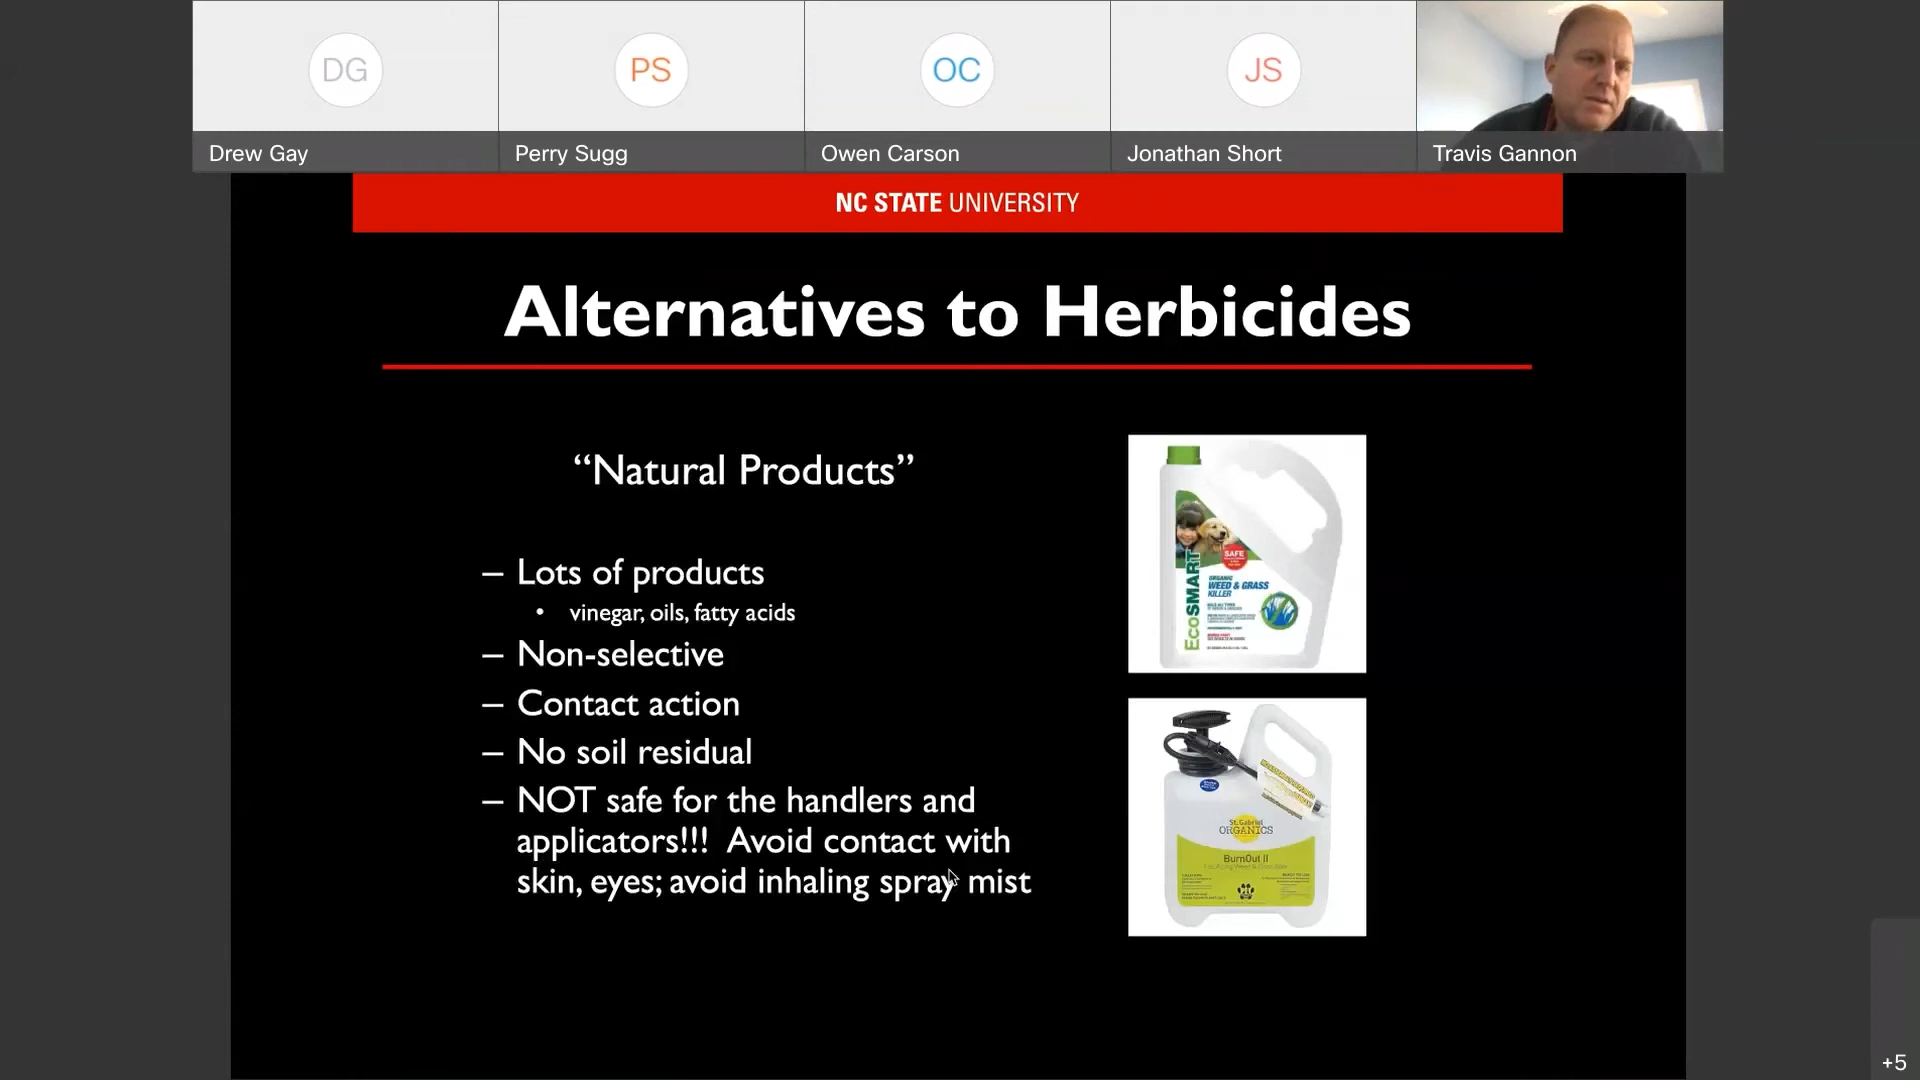 DG
PS
OC
JS
Drew Gay
Perry Sugg
Owen Carson
Jonathan Short
Travis Gannon
NC STATE UNIVERSITY
Alternatives to Herbicides
“Natural Products”
– Lots of products
• vinegar, oils, fatty acids
– Non-selective
– Contact action
– No soil residual
– NOT safe for the handlers and
applicators!!! Avoid contact with
skin, eyes; avoid inhaling spray mist
SAFE
EcoSMART
ORGANIC
WEED & GRASS
KILLER
St. Gabriel
ORGANICS
BurnOut II
+5